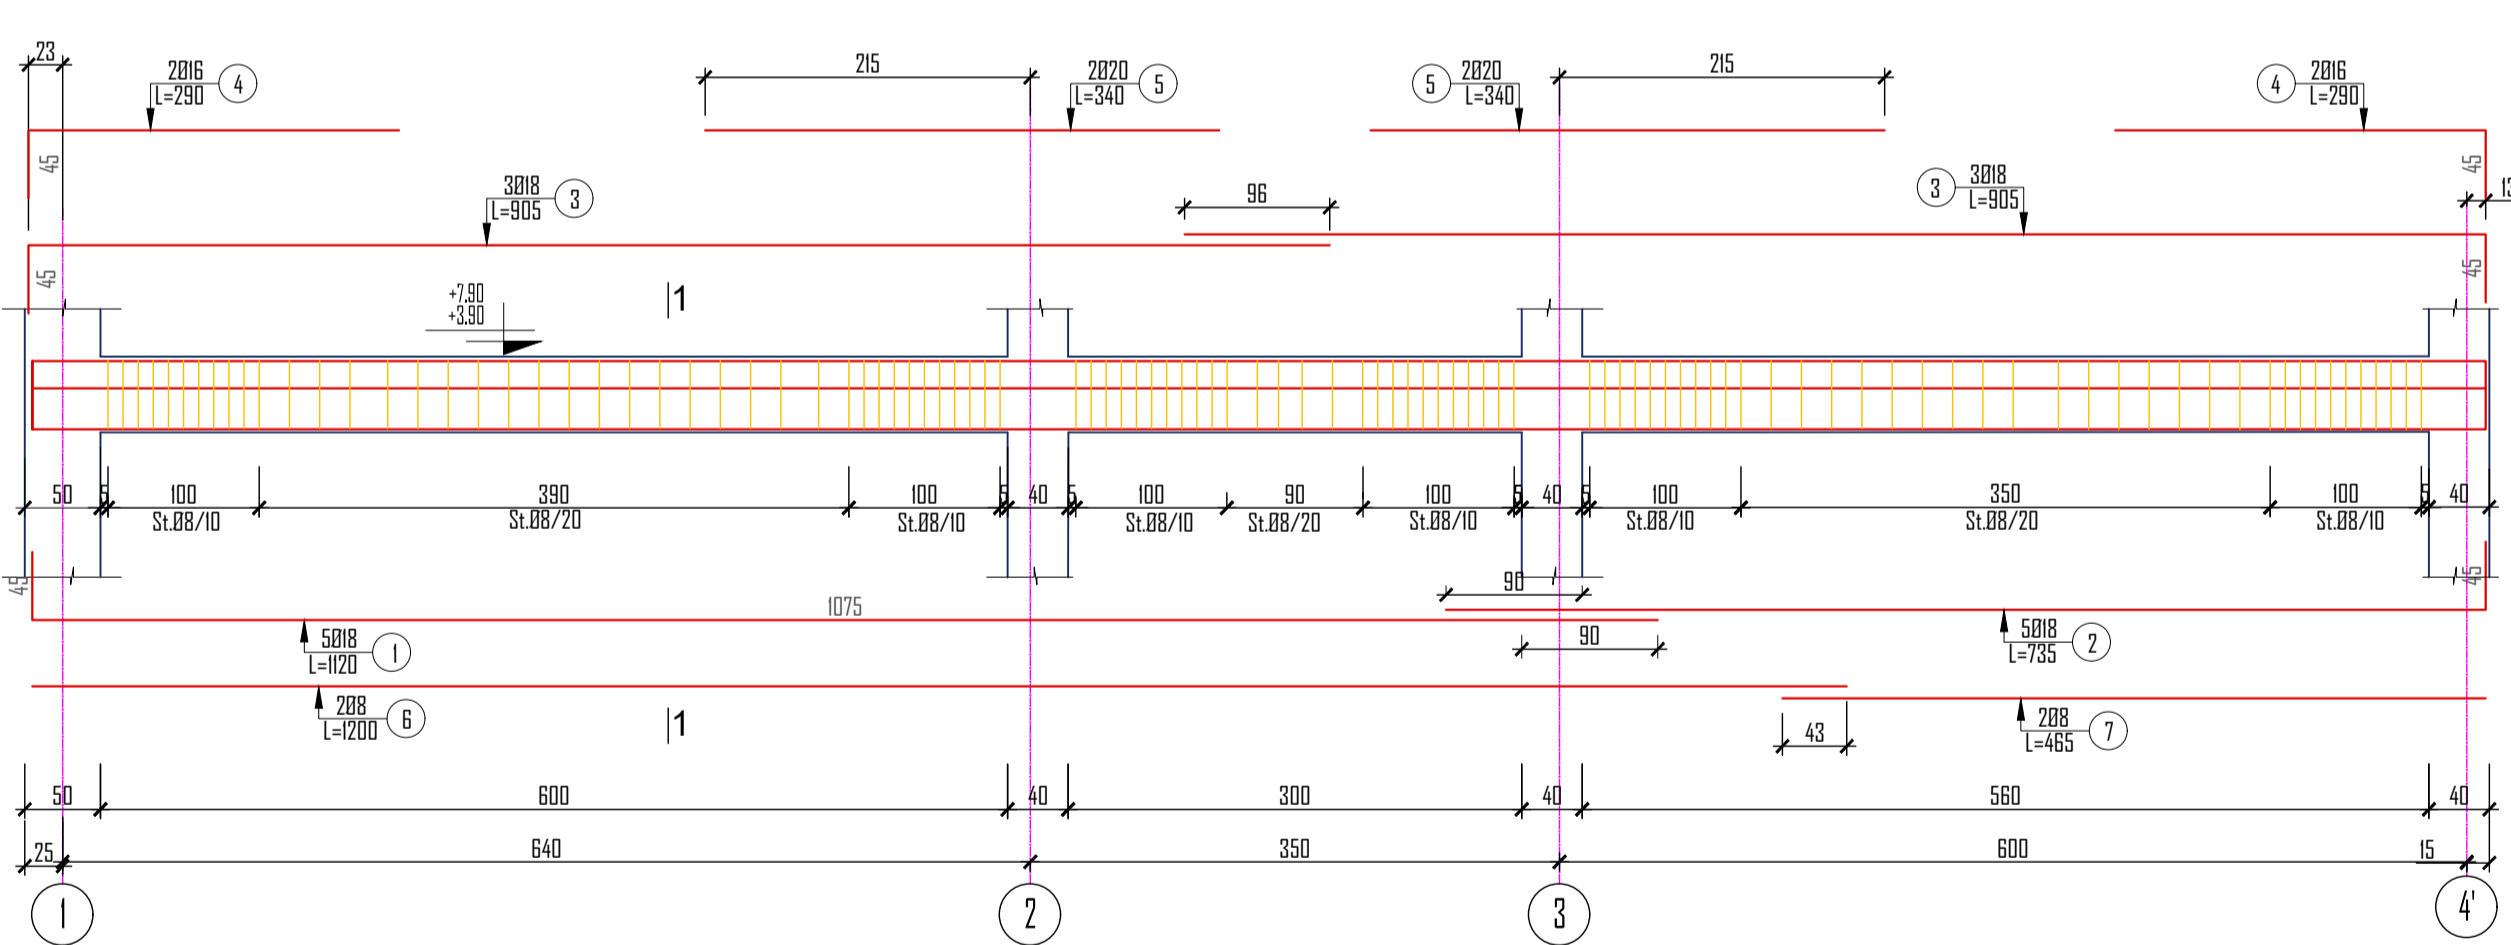 23
215
215
2Ø16
L=290
4
2Ø20
L=340
5
5
2Ø20
L=340
4
2Ø16
L=290
45
45
3Ø18
L=905
3
96
3
3Ø18
L=905
13
45
45
+7.90
+3.90
1
50
5
100
390
100
5
40
5
100
90
100
5
40
5
100
350
100
5
40
St.Ø8/10
St.Ø8/20
St.Ø8/10
St.Ø8/10
St.Ø8/20
St.Ø8/10
St.Ø8/10
St.Ø8/20
St.Ø8/10
45
90
45
1075
5Ø18
L=1120
1
90
5Ø18
L=735
2
2Ø8
L=1200
6
1
43
2Ø8
L=465
7
50
600
40
300
40
560
40
25
640
350
600
15
1
2
3
4'